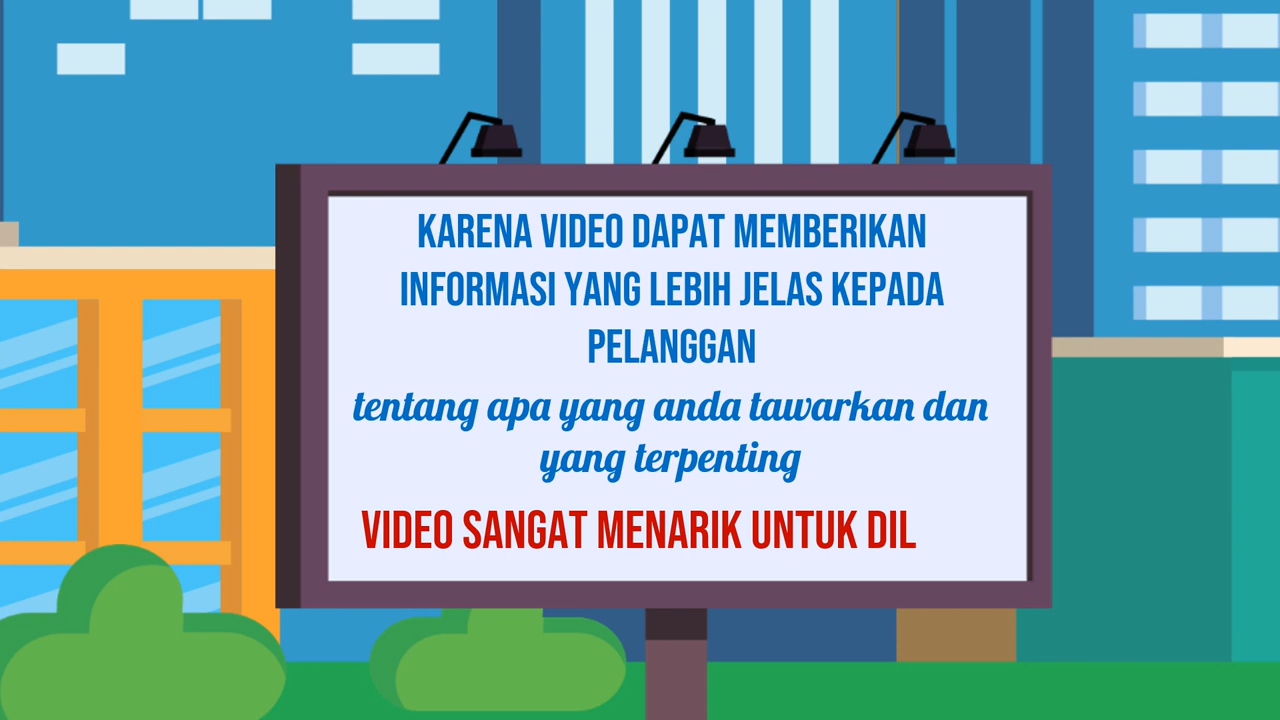 KARENA VIDEO DAPAT MEMBERIKAN
INFORMASI YANG LEBIH JELAS KEPADA
PELANGGAN
tentang apa yang anda tawarkan dan
yang terpenting
VIDEO SANGAT MENARIK UNTUK DIL